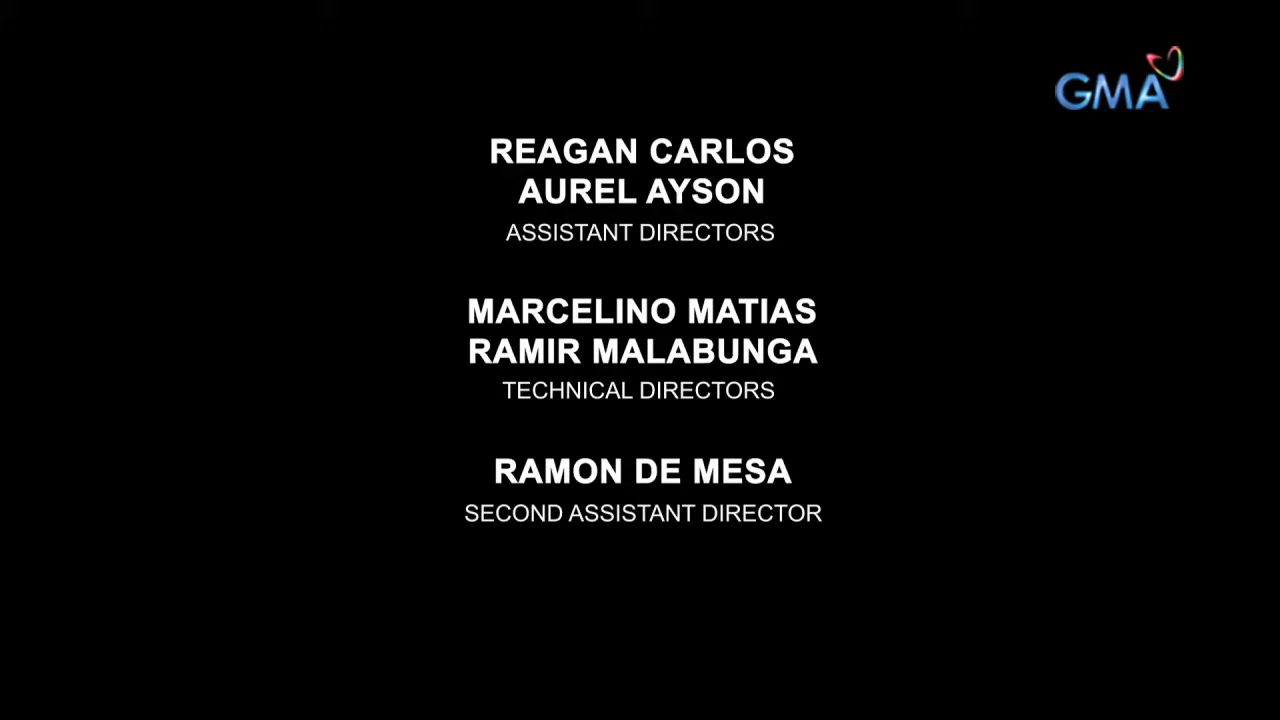 GMA
REAGAN CARLOS
AUREL AYSON
ASSISTANT DIRECTORS
MARCELINO MATIAS
RAMIR MALABUNGA
TECHNICAL DIRECTORS
RAMON DE MESA
SECOND ASSISTANT DIRECTOR